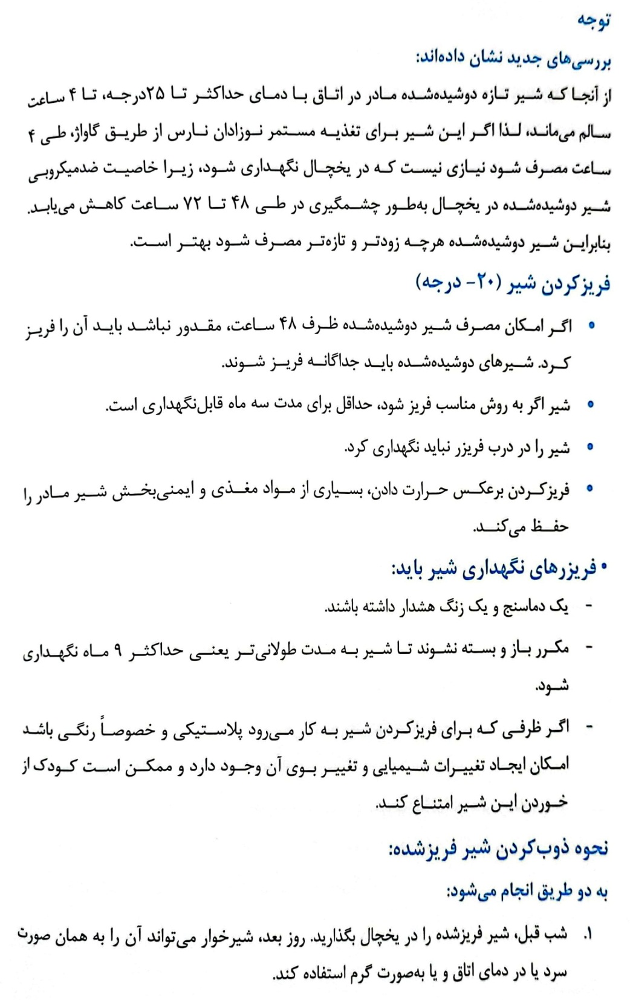 توجه
بررسی‌های جدید نشان داده‌اند:
از آنجا که شیر تازه دوشیده‌شده مادر در اتاق با دمای حداکثر تا ۲۵درجه، تا ۴ ساعت
سالم می‌ماند، لذا اگر این شیر برای تغذیه مستمر نوزادان نارس از طریق گاواژ، طی ۴
ساعت مصرف شود نیازی نیست که در یخچال نگهداری شود، زیرا خاصیت ضدمیکروبی
شیر دوشیده‌شده در یخچال به‌طور چشمگیری در طی ۴۸ تا ۷۲ ساعت کاهش می‌یابد.
بنابراین شیر دوشیده‌شده هرچه زودتر و تازه‌تر مصرف شود بهتر است.
فریزکردن شیر (۲۰- درجه)
• اگر امکان مصرف شیر دوشیده‌شده ظرف ۴۸ ساعت، مقدور نباشد باید آن را فریز
کرد. شیرهای دوشیده‌شده باید جداگانه فریز شوند.
• شیر اگر به روش مناسب فریز شود، حداقل برای مدت سه ماه قابل‌نگهداری است.
• شیر را در درب فریزر نباید نگهداری کرد.
• فریزکردن برعکس حرارت دادن، بسیاری از مواد مغذی و ایمنی‌بخش شیر مادر را
حفظ می‌کند.
• فریزرهای نگهداری شیر باید:
- یک دماسنج و یک زنگ هشدار داشته باشند.
- مکرر باز و بسته نشوند تا شیر به مدت طولانی‌تر یعنی حداکثر ۹ ماه نگهداری
شود.
- اگر ظرفی که برای فریزکردن شیر به کار می‌رود پلاستیکی و خصوصاً رنگی باشد
امکان ایجاد تغییرات شیمیایی و تغییر بوی آن وجود دارد و ممکن است کودک از
خوردن این شیر امتناع کند.
نحوه ذوب‌کردن شیر فریزشده:
به دو طریق انجام می‌شود:
۱. شب قبل، شیر فریزشده را در یخچال بگذارید. روز بعد، شیرخوار می‌تواند آن را به همان صورت
سرد یا در دمای اتاق و یا به‌صورت گرم استفاده کند.